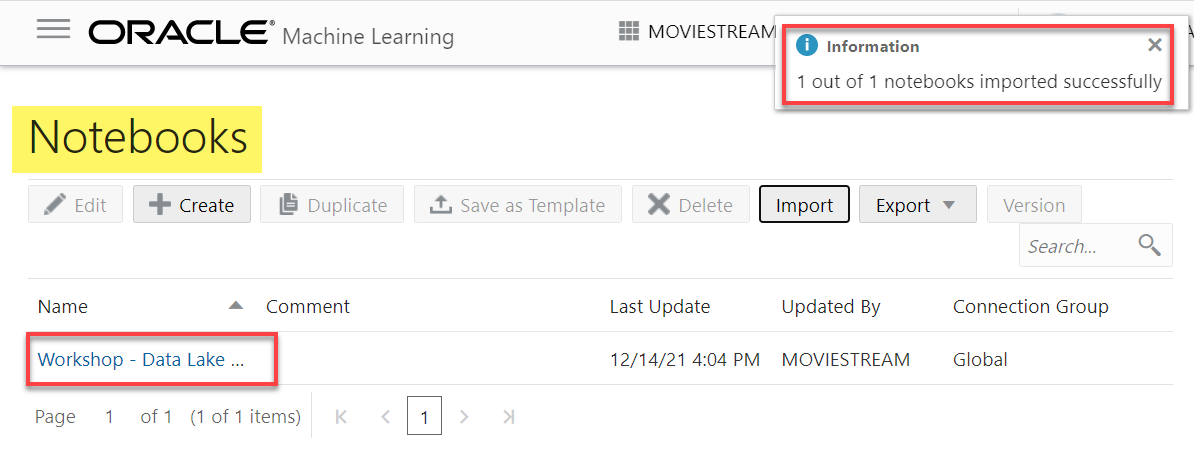 ORACLE® Machine Learning
MOVIESTREAM
Information
1 out of 1 notebooks imported successfully
Notebooks
Edit Create Duplicate Save as Template Delete Import Export Version
Search...
Name Comment Last Update Updated By Connection Group
Workshop - Data Lake ... 12/14/21 4:04 PM MOVIESTREAM Global
Page 1 of 1 (1 of 1 items) 1